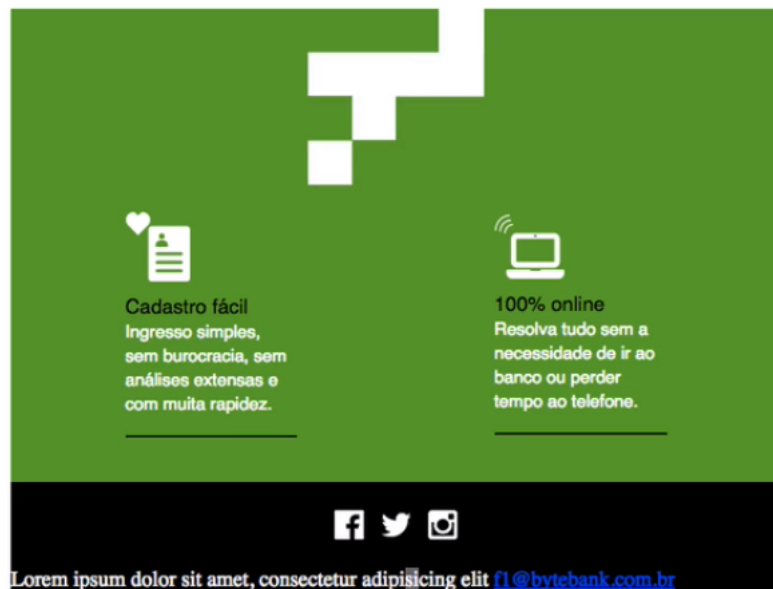 Cadastro fácil
Ingresso simples,
sem burocracia, sem
análises extensas e
com muita rapidez.
100% online
Resolva tudo sem a
necessidade de ir ao
banco ou perder
tempo ao telefone.
Lorem ipsum dolor sit amet, consectetur adipisicing elit f1@bytebank.com.br